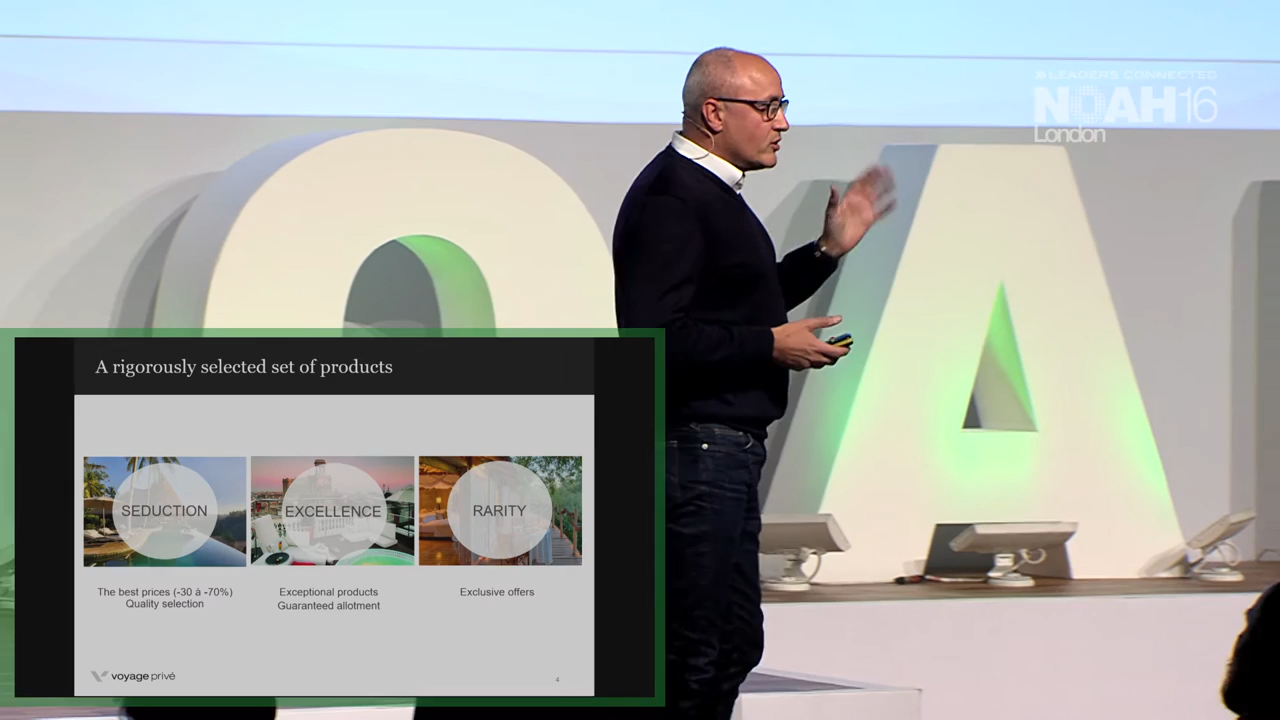 LEADERS CONNECTED
NOAH16
London
OA
A rigorously selected set of products
SEDUCTION
EXCELLENCE
RARITY
The best prices (-30 à -70%)
Quality selection
Exceptional products
Guaranteed allotment
Exclusive offers
voyage privé
4